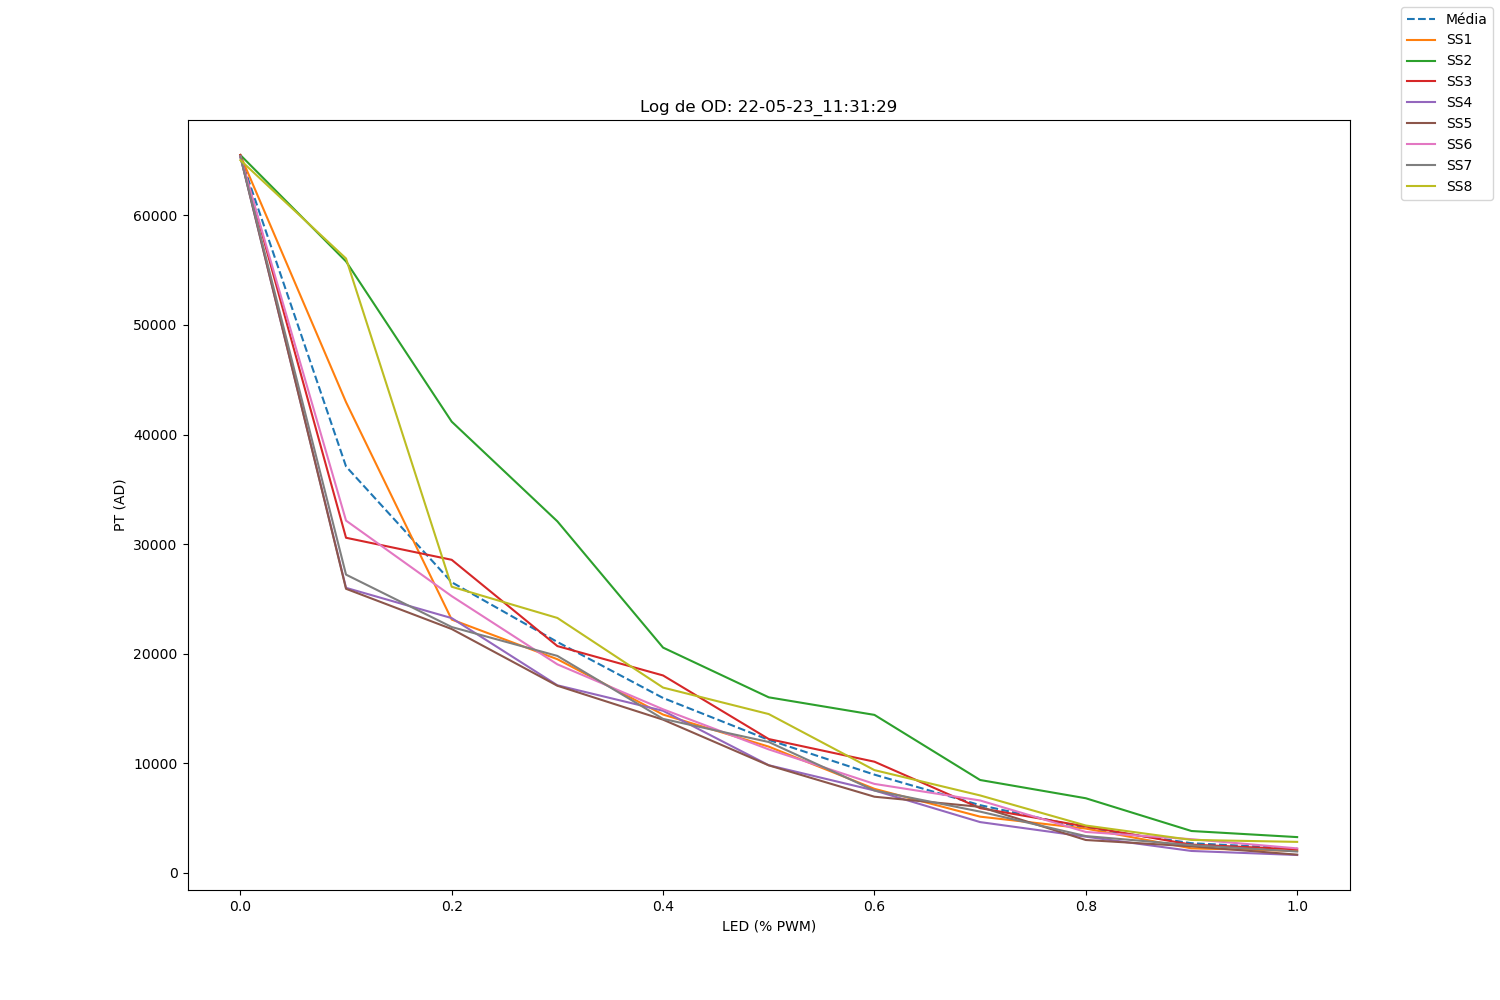 Média
SS1
SS2
SS3
SS4
SS5
SS6
SS7
SS8
Log de OD: 22-05-23_11:31:29
60000
50000
40000
30000
20000
10000
0
PT (AD)
0.0 0.2 0.4 0.6 0.8 1.0
LED (% PWM)